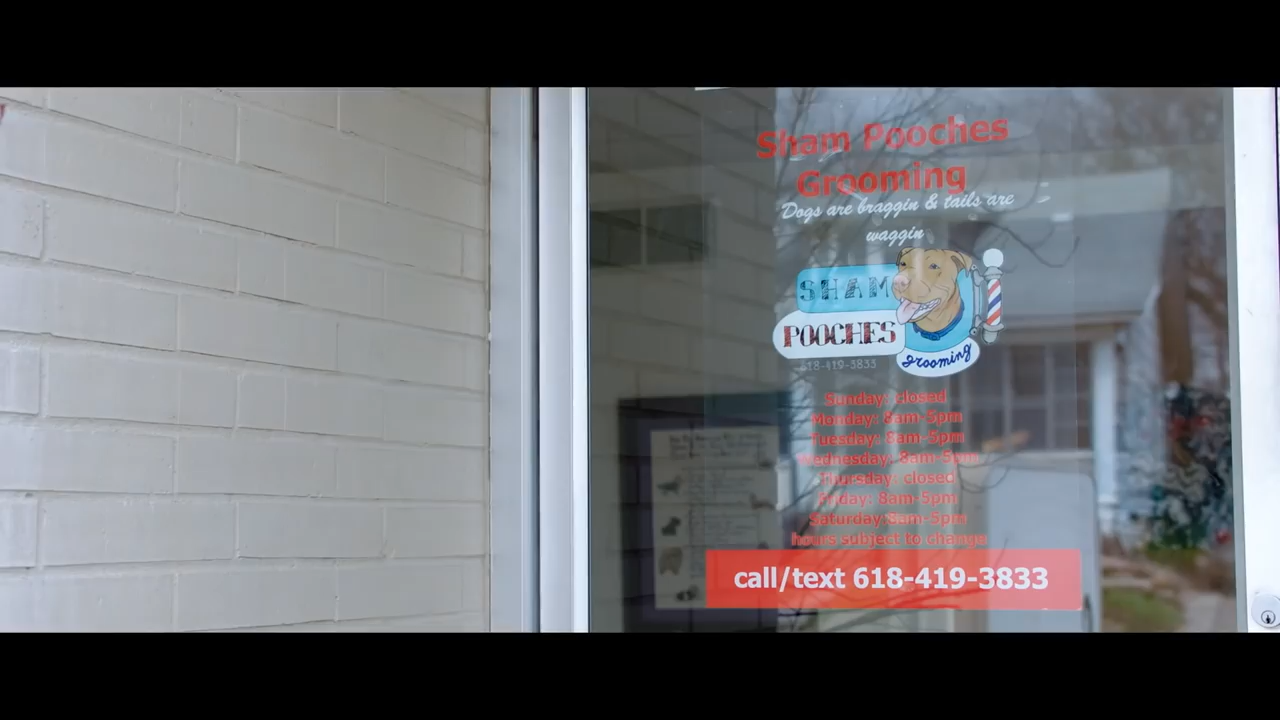 Sham Pooches
Grooming
Dogs are braggin & tails are
waggin
SHAM
POOCHES
grooming
618-419-3833
Sunday: closed
Monday: 8am-5pm
Tuesday: 8am-5pm
Wednesday: 8am-5pm
Thursday: closed
Friday: 8am-5pm
Saturday:8am-5pm
hours subject to change
call/text 618-419-3833